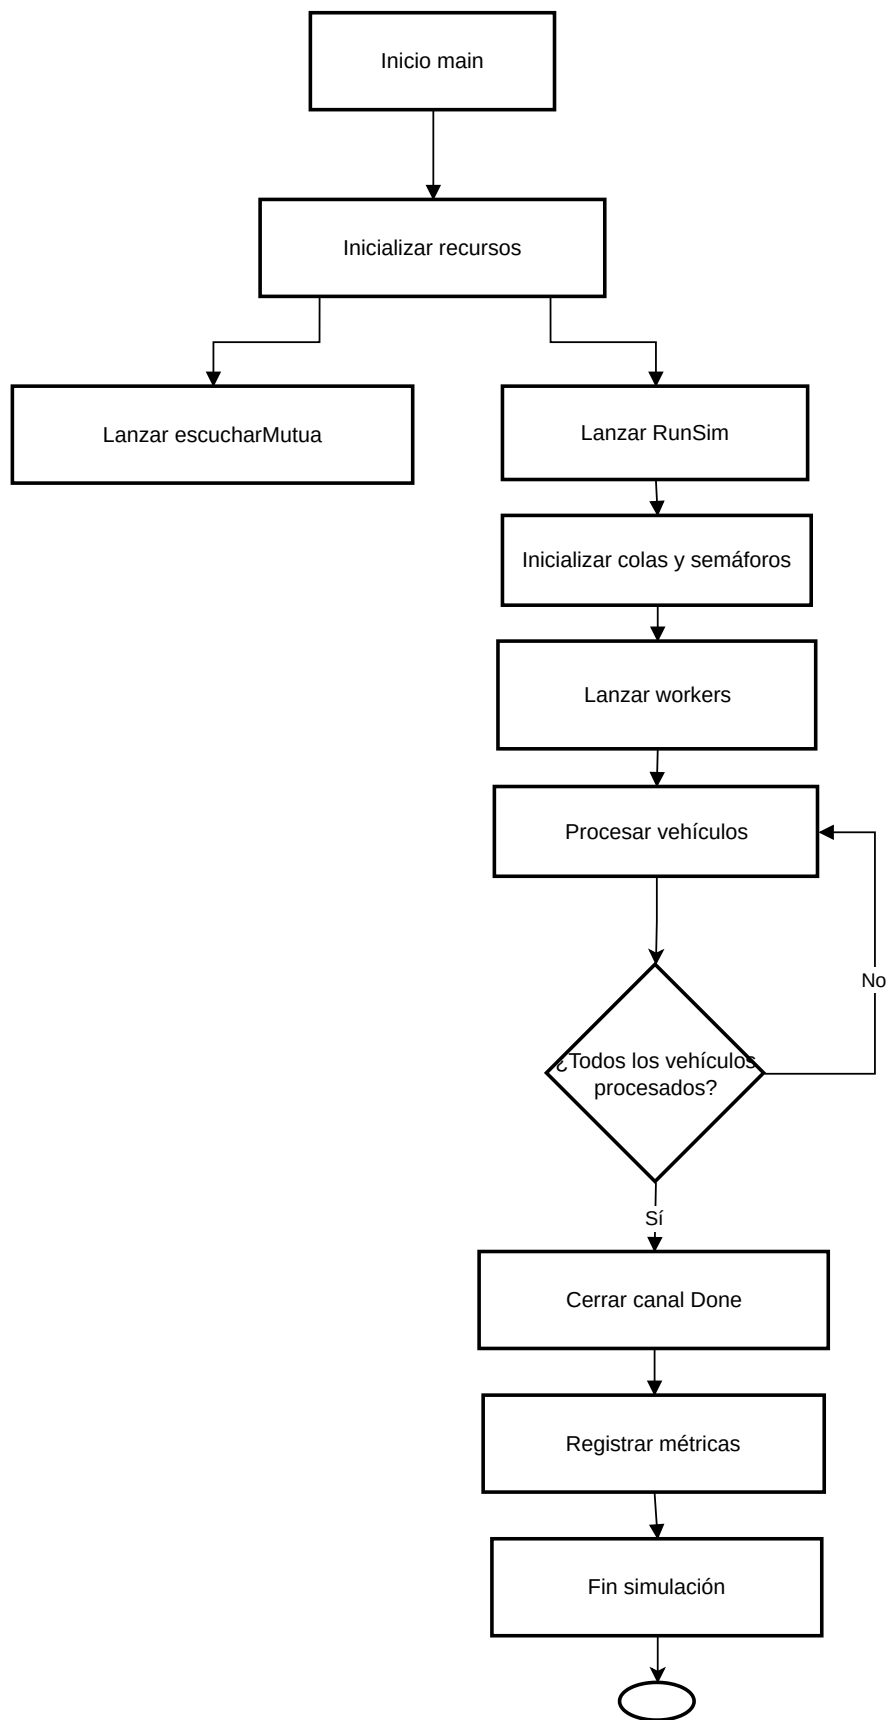 Inicio main
Inicializar recursos
Lanzar escucharMutua
Lanzar RunSim
Inicializar colas y semáforos
Lanzar workers
Procesar vehículos
No
¿Todos los vehículos
procesados?
Sí
Cerrar canal Done
Registrar métricas
Fin simulación